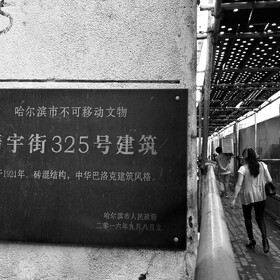 哈尔滨市不可移动文物
宇街325号建筑
于1921年。砖混结构，中华巴洛克建筑风格。
哈尔滨市人民政府
二零一六年九月八日立